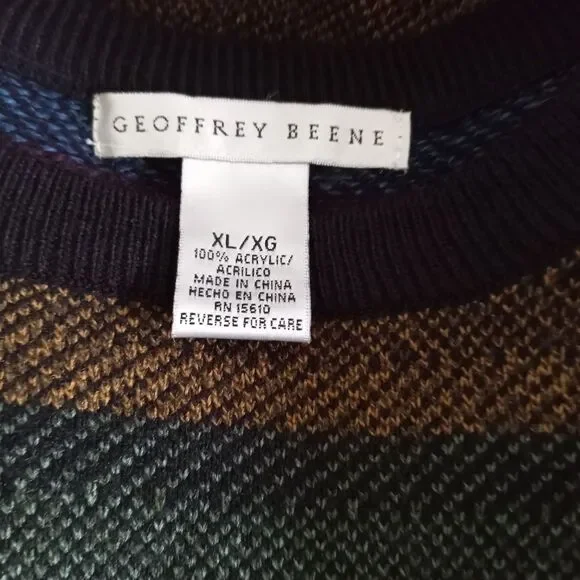 GEOFFREY BEENE
XL/XG
100% ACRYLIC/
ACRILICO
MADE IN CHINA
HECHO EN CHINA
RN 15610
REVERSE FOR CARE